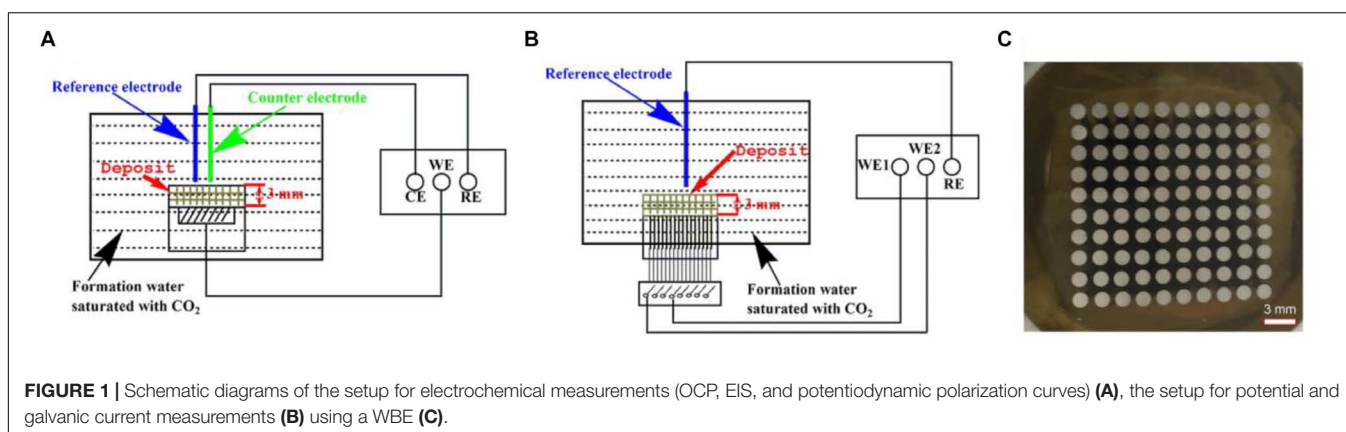 A
Reference electrode
Counter electrode
Deposit
3 mm
WE
CE
RE
Formation water
saturated with CO₂
B
Reference electrode
Deposit
3 mm
WE2
WE1
RE
Formation water
saturated with CO₂
C
3 mm
FIGURE 1 | Schematic diagrams of the setup for electrochemical measurements (OCP, EIS, and potentiodynamic polarization curves) (A), the setup for potential and
galvanic current measurements (B) using a WBE (C).